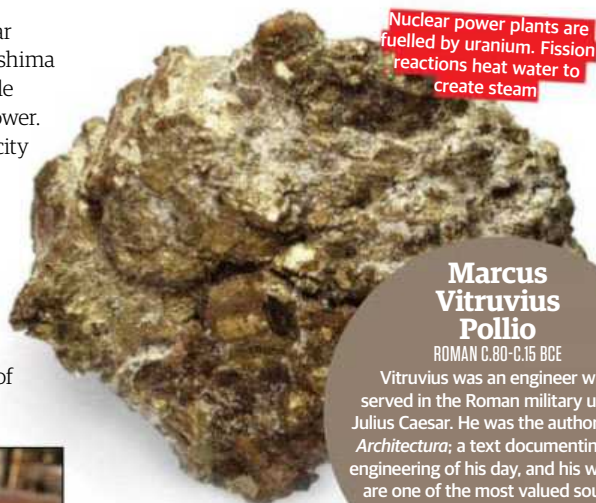 ar
shima
le
ower.
city
of
Nuclear power plants are
fuelled by uranium. Fission
reactions heat water to
create steam
Marcus
Vitruvius
Pollio
ROMAN C.80-C.15 BCE
Vitruvius was an engineer w
served in the Roman military u
Julius Caesar. He was the author
Architectura; a text documentin
engineering of his day, and his w
are one of the most valued sou